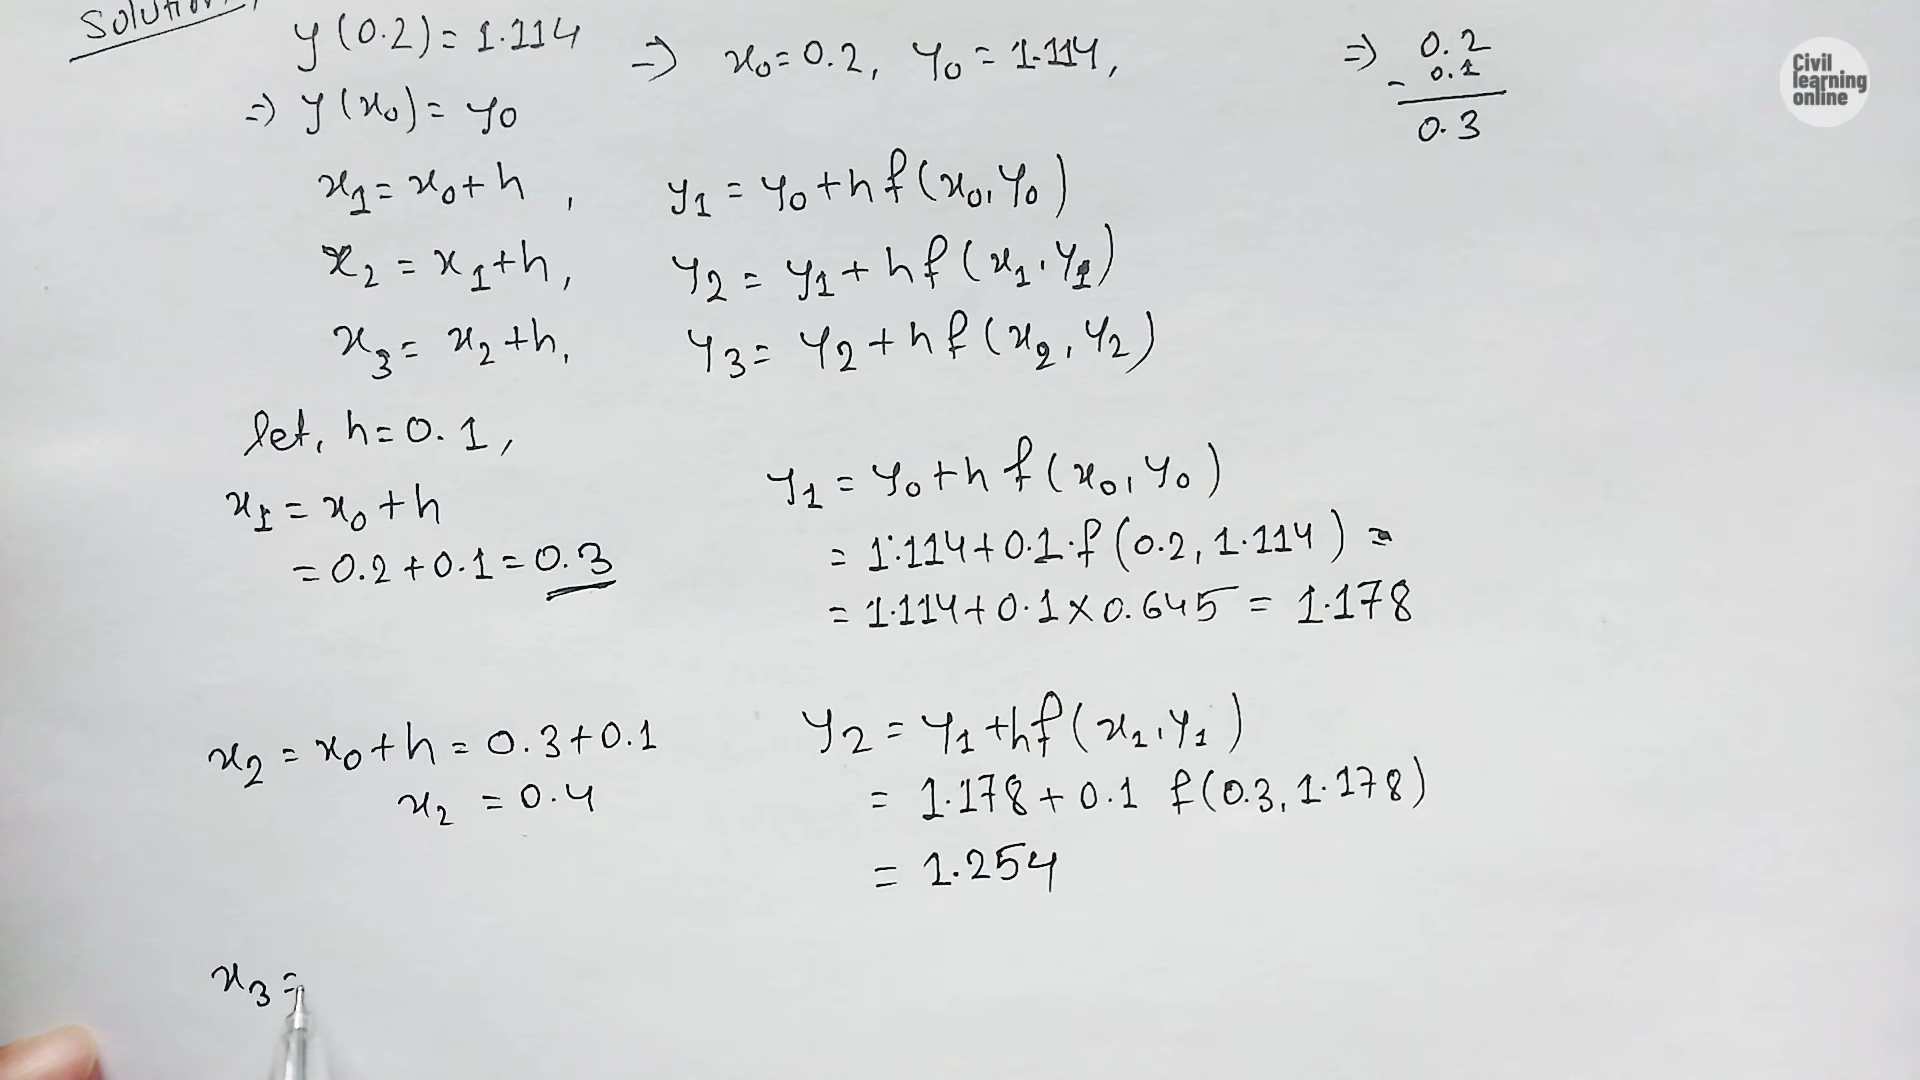 Solution,
y(0.2) = 1.114 ⇒ x₀ = 0.2, y₀ = 1.114,
⇒ y(x₀) = y₀
x₁ = x₀ + h , y₁ = y₀ + h f(x₀, y₀)
x₂ = x₁ + h, y₂ = y₁ + h f(x₁, y₁)
x₃ = x₂ + h, y₃ = y₂ + h f(x₂, y₂)
⇒ 0.2
- 0.1
0.3
Civil
learning
online
let, h = 0.1,
x₁ = x₀ + h
= 0.2 + 0.1 = 0.3
y₁ = y₀ + h f(x₀, y₀)
= 1.114 + 0.1·f(0.2, 1.114) =
= 1.114 + 0.1 × 0.645 = 1.178
x₂ = x₀ + h = 0.3 + 0.1
x₂ = 0.4
y₂ = y₁ + hf(x₁, y₁)
= 1.178 + 0.1 f(0.3, 1.178)
= 1.254
x₃ =